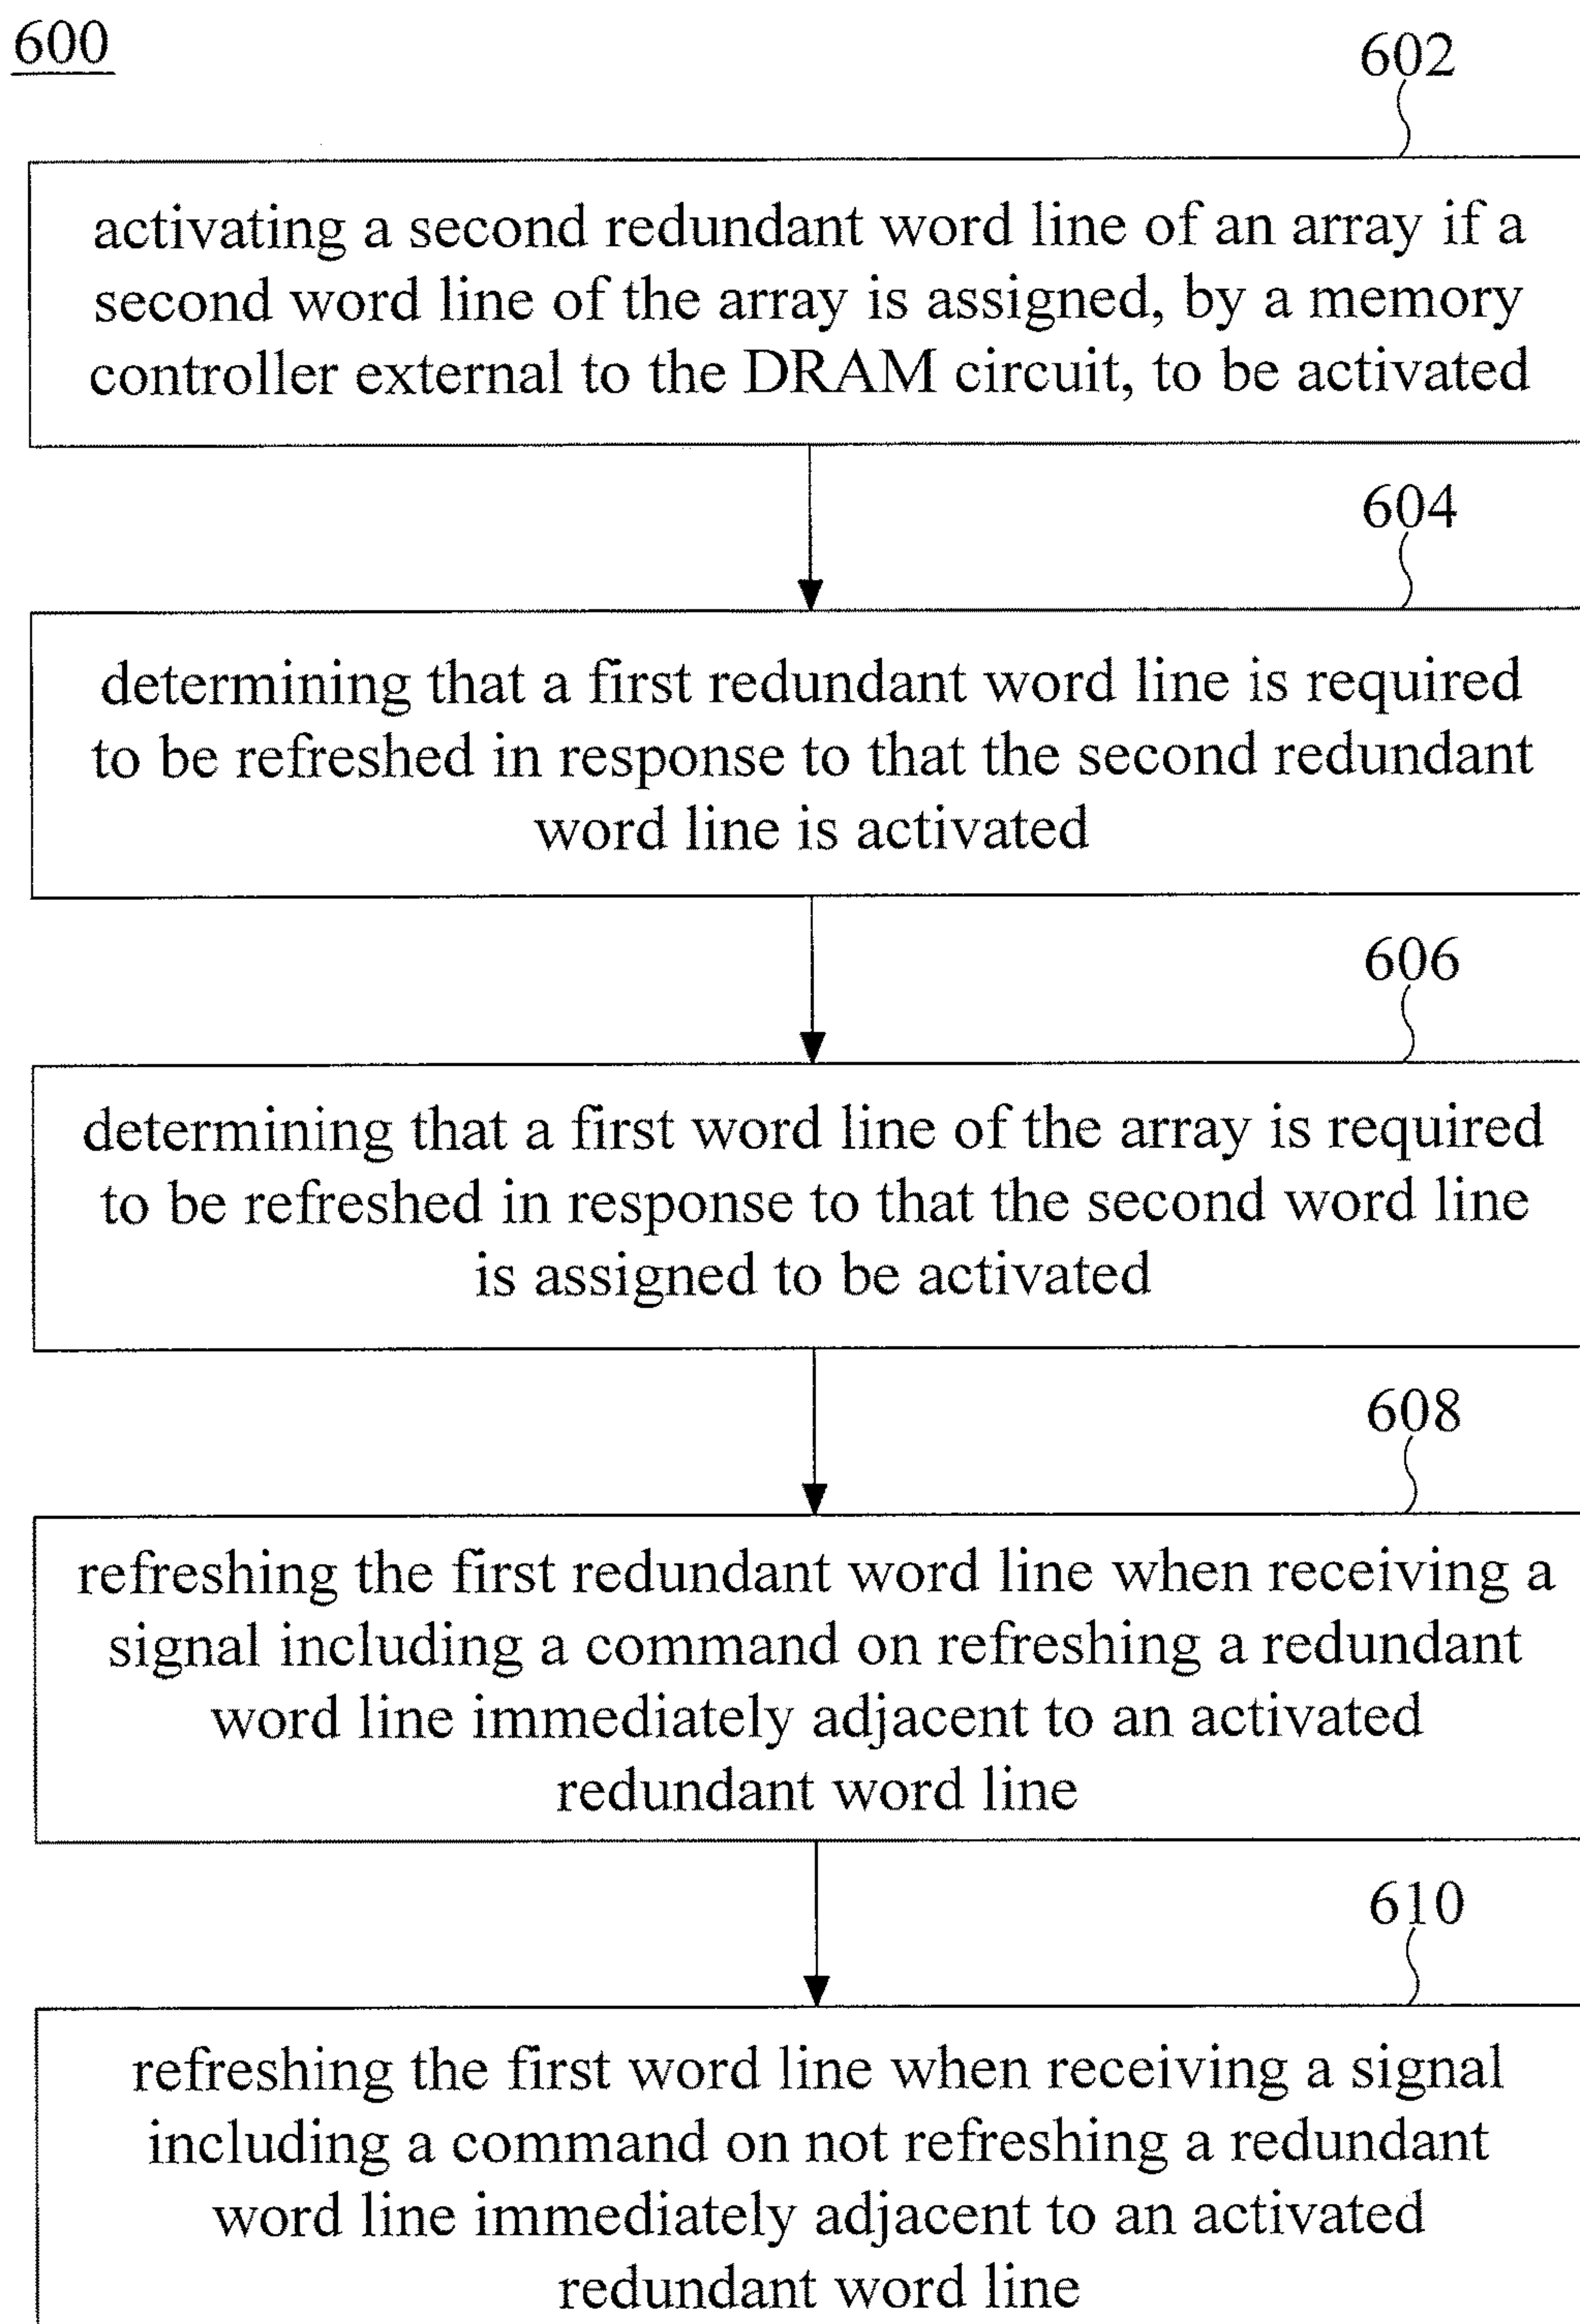 600
602
activating a second redundant word line of an array if a
second word line of the array is assigned, by a memory
controller external to the DRAM circuit, to be activated
604
determining that a first redundant word line is required
to be refreshed in response to that the second redundant
word line is activated
606
determining that a first word line of the array is required
to be refreshed in response to that the second word line
is assigned to be activated
608
refreshing the first redundant word line when receiving a
signal including a command on refreshing a redundant
word line immediately adjacent to an activated
redundant word line
610
refreshing the first word line when receiving a signal
including a command on not refreshing a redundant
word line immediately adjacent to an activated
redundant word line